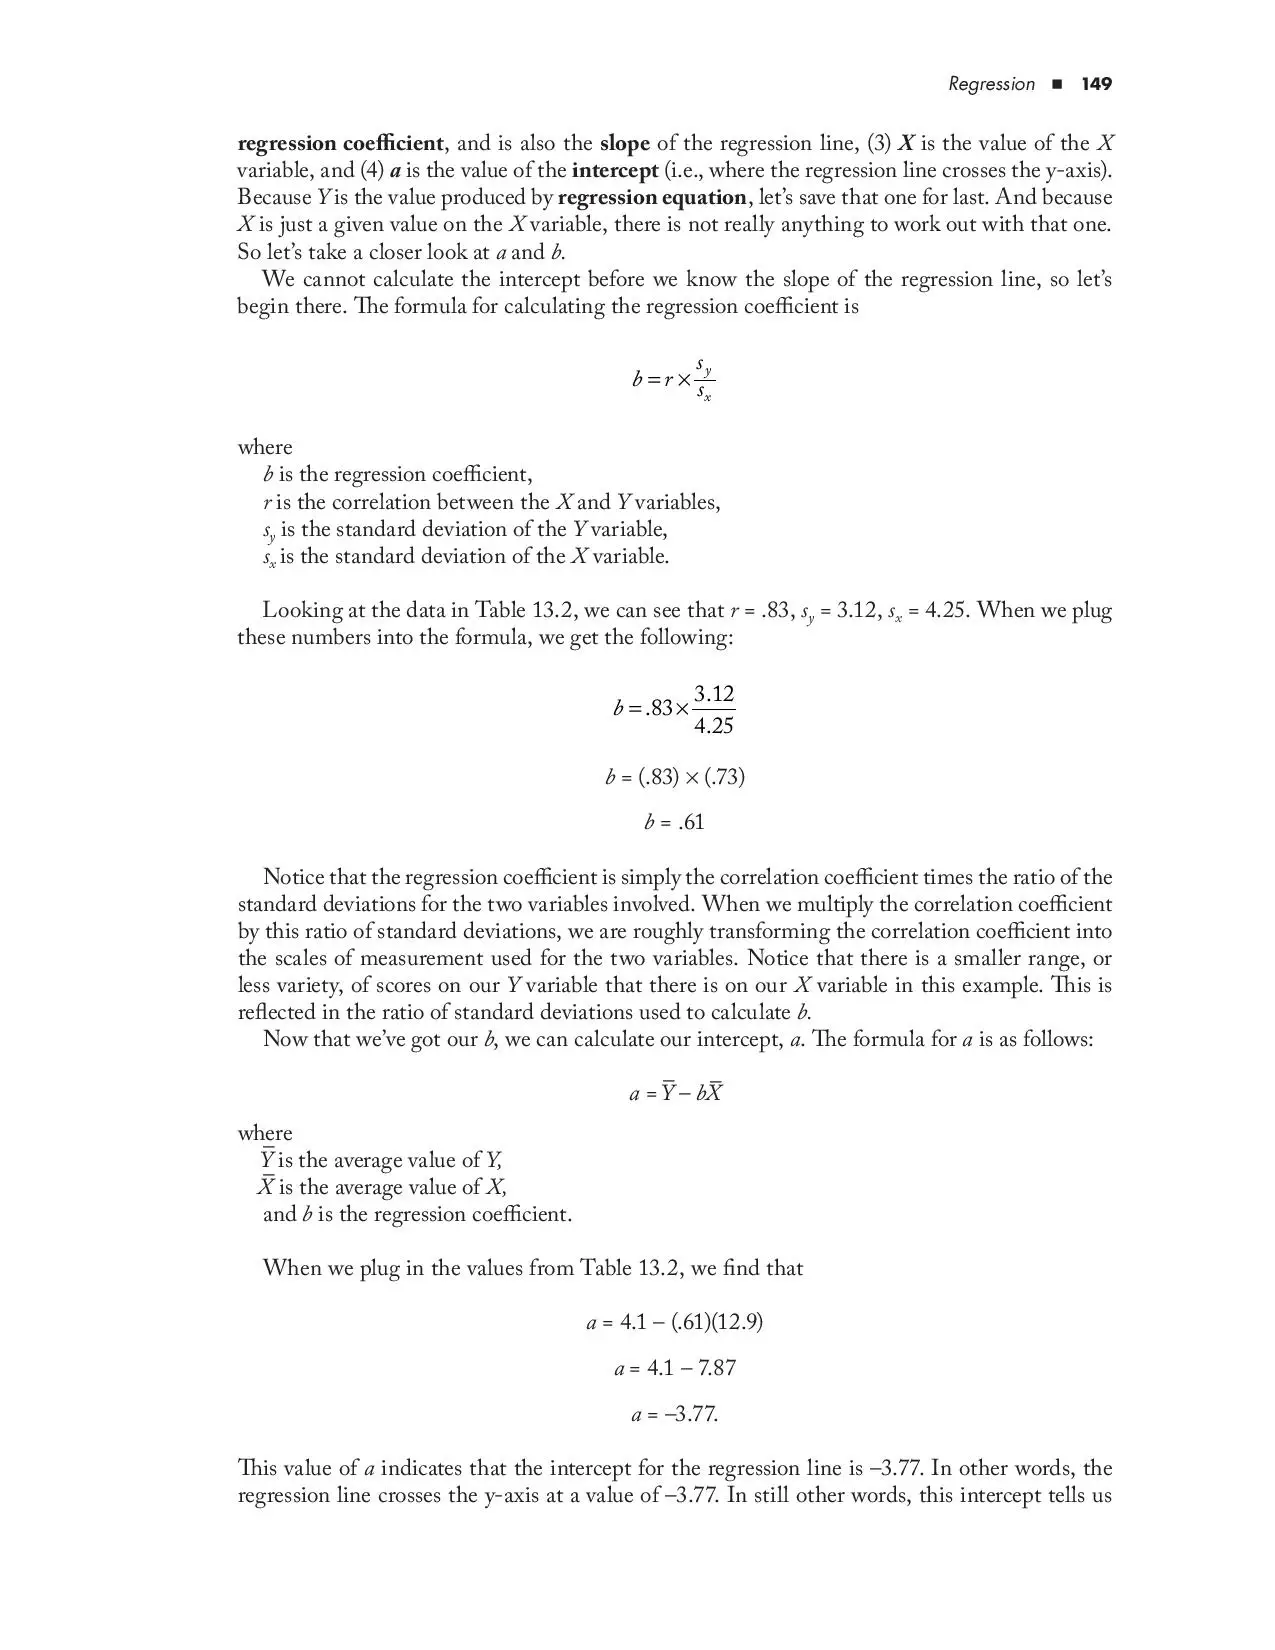 Regression ■ 149
regression coefficient, and is also the slope of the regression line, (3) X is the value of the X
variable, and (4) a is the value of the intercept (i.e., where the regression line crosses the y-axis).
Because Y is the value produced by regression equation, let’s save that one for last. And because
X is just a given value on the X variable, there is not really anything to work out with that one.
So let’s take a closer look at a and b.
We cannot calculate the intercept before we know the slope of the regression line, so let’s
begin there. The formula for calculating the regression coefficient is
b = r × s_y / s_x
where
b is the regression coefficient,
r is the correlation between the X and Y variables,
s_y is the standard deviation of the Y variable,
s_x is the standard deviation of the X variable.
Looking at the data in Table 13.2, we can see that r = .83, s_y = 3.12, s_x = 4.25. When we plug
these numbers into the formula, we get the following:
b = .83 × 3.12 / 4.25
b = (.83) × (.73)
b = .61
Notice that the regression coefficient is simply the correlation coefficient times the ratio of the
standard deviations for the two variables involved. When we multiply the correlation coefficient
by this ratio of standard deviations, we are roughly transforming the correlation coefficient into
the scales of measurement used for the two variables. Notice that there is a smaller range, or
less variety, of scores on our Y variable that there is on our X variable in this example. This is
reflected in the ratio of standard deviations used to calculate b.
Now that we’ve got our b, we can calculate our intercept, a. The formula for a is as follows:
a = Y̅ – bX̅
where
Y̅ is the average value of Y,
X̅ is the average value of X,
and b is the regression coefficient.
When we plug in the values from Table 13.2, we find that
a = 4.1 – (.61)(12.9)
a = 4.1 – 7.87
a = –3.77.
This value of a indicates that the intercept for the regression line is –3.77. In other words, the
regression line crosses the y-axis at a value of –3.77. In still other words, this intercept tells us